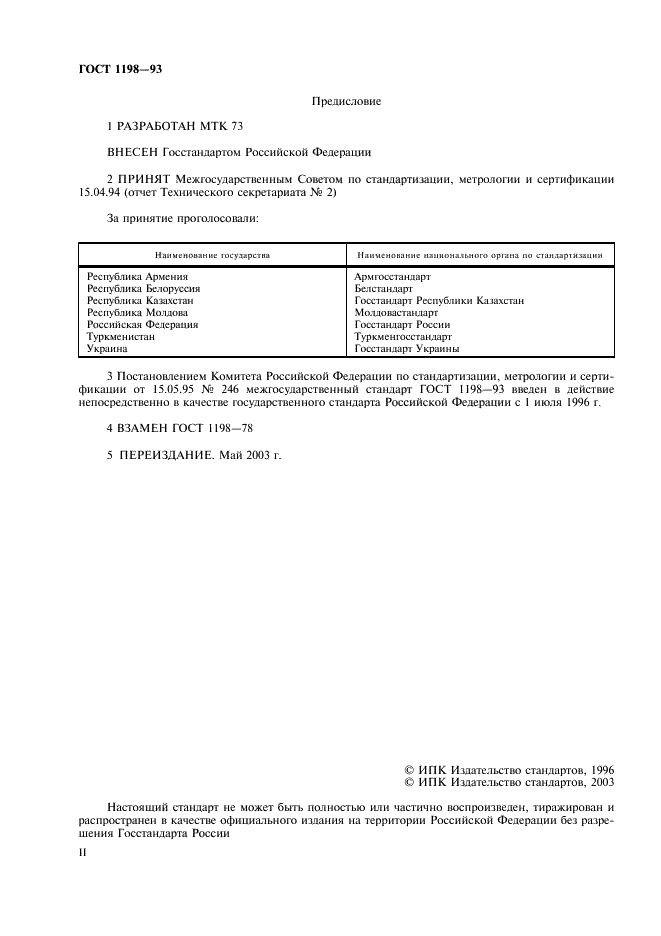 ГОСТ 1198—93
Предисловие
1 РАЗРАБОТАН МТК 73
ВНЕСЕН Госстандартом Российской Федерации
2 ПРИНЯТ Межгосударственным Советом по стандартизации, метрологии и сертификации
15.04.94 (отчет Технического секретариата № 2)
За принятие проголосовали:
Наименование государства Наименование национального органа по стандартизации
Республика Армения Армгосстандарт
Республика Белоруссия Белстандарт
Республика Казахстан Госстандарт Республики Казахстан
Республика Молдова Молдовастандарт
Российская Федерация Госстандарт России
Туркменистан Туркменгосстандарт
Украина Госстандарт Украины
3 Постановлением Комитета Российской Федерации по стандартизации, метрологии и серти-
фикации от 15.05.95 № 246 межгосударственный стандарт ГОСТ 1198—93 введен в действие
непосредственно в качестве государственного стандарта Российской Федерации с 1 июля 1996 г.
4 ВЗАМЕН ГОСТ 1198—78
5 ПЕРЕИЗДАНИЕ. Май 2003 г.
© ИПК Издательство стандартов, 1996
© ИПК Издательство стандартов, 2003
Настоящий стандарт не может быть полностью или частично воспроизведен, тиражирован и
распространен в качестве официального издания на территории Российской Федерации без разре-
шения Госстандарта России
II